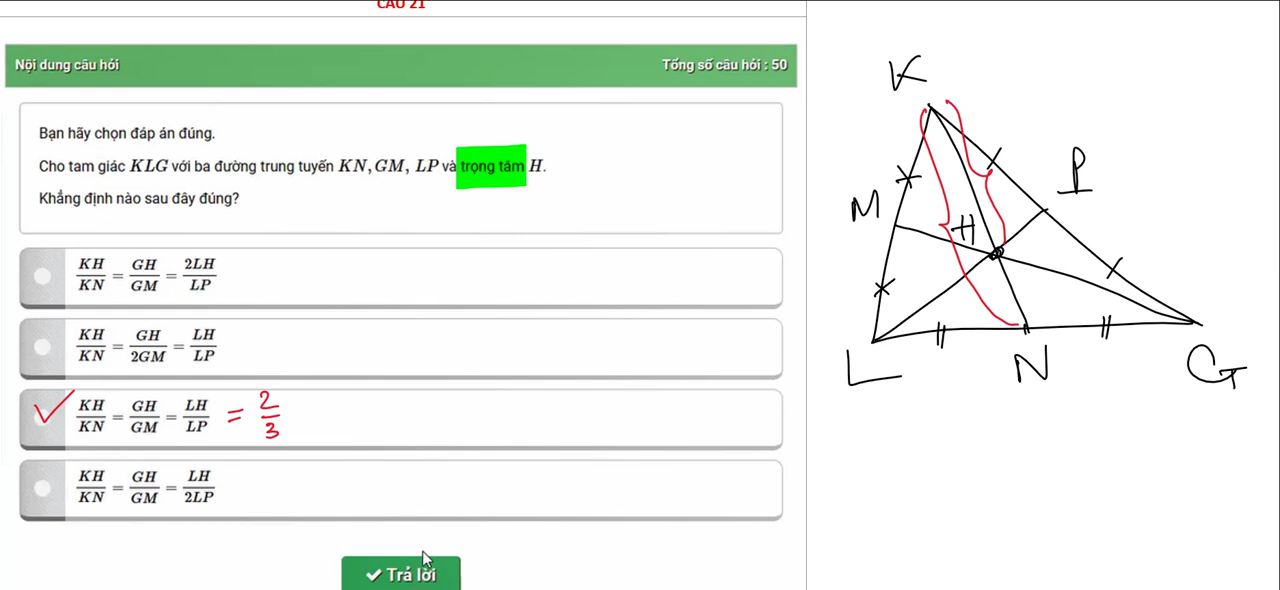 CÂU 21
Nội dung câu hỏi
Tổng số câu hỏi : 50
Bạn hãy chọn đáp án đúng.
Cho tam giác KLG với ba đường trung tuyến KN, GM, LP và trọng tâm H.
Khẳng định nào sau đây đúng?
KH/KN = GH/GM = 2LH/LP
KH/KN = GH/2GM = LH/LP
KH/KN = GH/GM = LH/LP = 2/3
KH/KN = GH/GM = LH/2LP
Trả lời
K
P
M
H
L
N
G